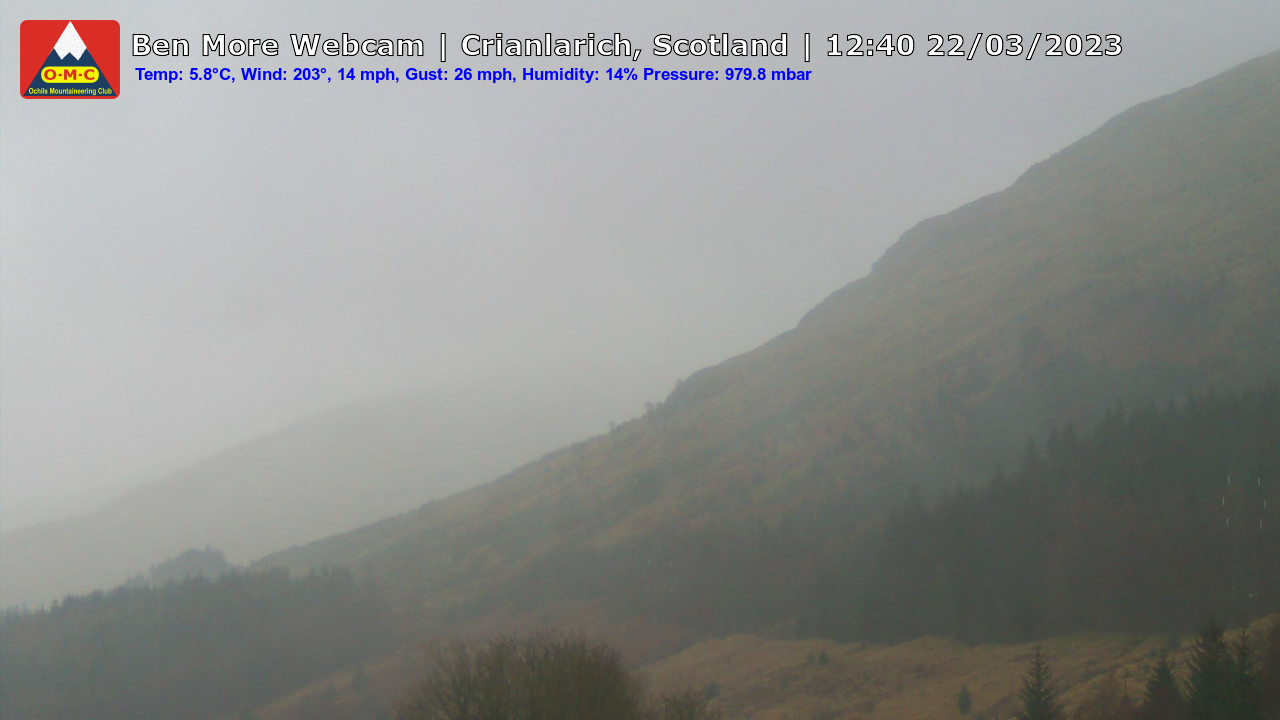 Ben More Webcam | Crianlarich, Scotland | 12:40 22/03/2023
Temp: 5.8°C, Wind: 203°, 14 mph, Gust: 26 mph, Humidity: 14% Pressure: 979.8 mbar
O·M·C
Ochils Mountaineering Club